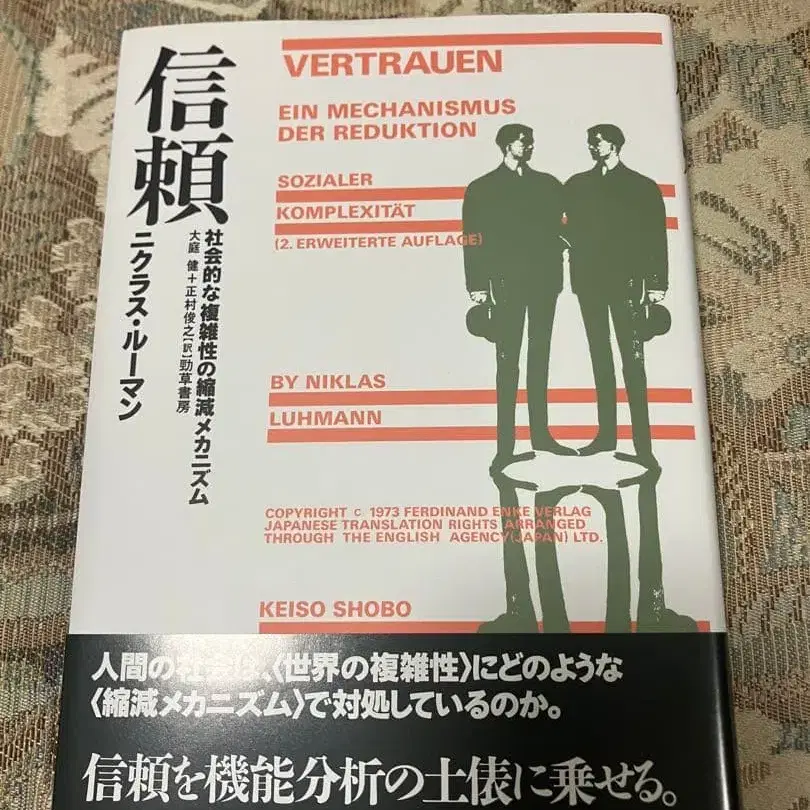 信頼
社会的な複雑性の縮減メカニズム
大庭 健＋正村俊之[訳]勁草書房
ニクラス・ルーマン
VERTRAUEN
EIN MECHANISMUS
DER REDUKTION
SOZIALER
KOMPLEXITÄT
(2. ERWEITERTE AUFLAGE)
BY NIKLAS
LUHMANN
COPYRIGHT c 1973 FERDINAND ENKE VERLAG
JAPANESE TRANSLATION RIGHTS ARRANGED
THROUGH THE ENGLISH AGENCY(JAPAN) LTD.
KEISO SHOBO
人間の社会は、〈世界の複雑性〉にどのような
〈縮減メカニズム〉で対処しているのか。
信頼を機能分析の土俵に乗せる。